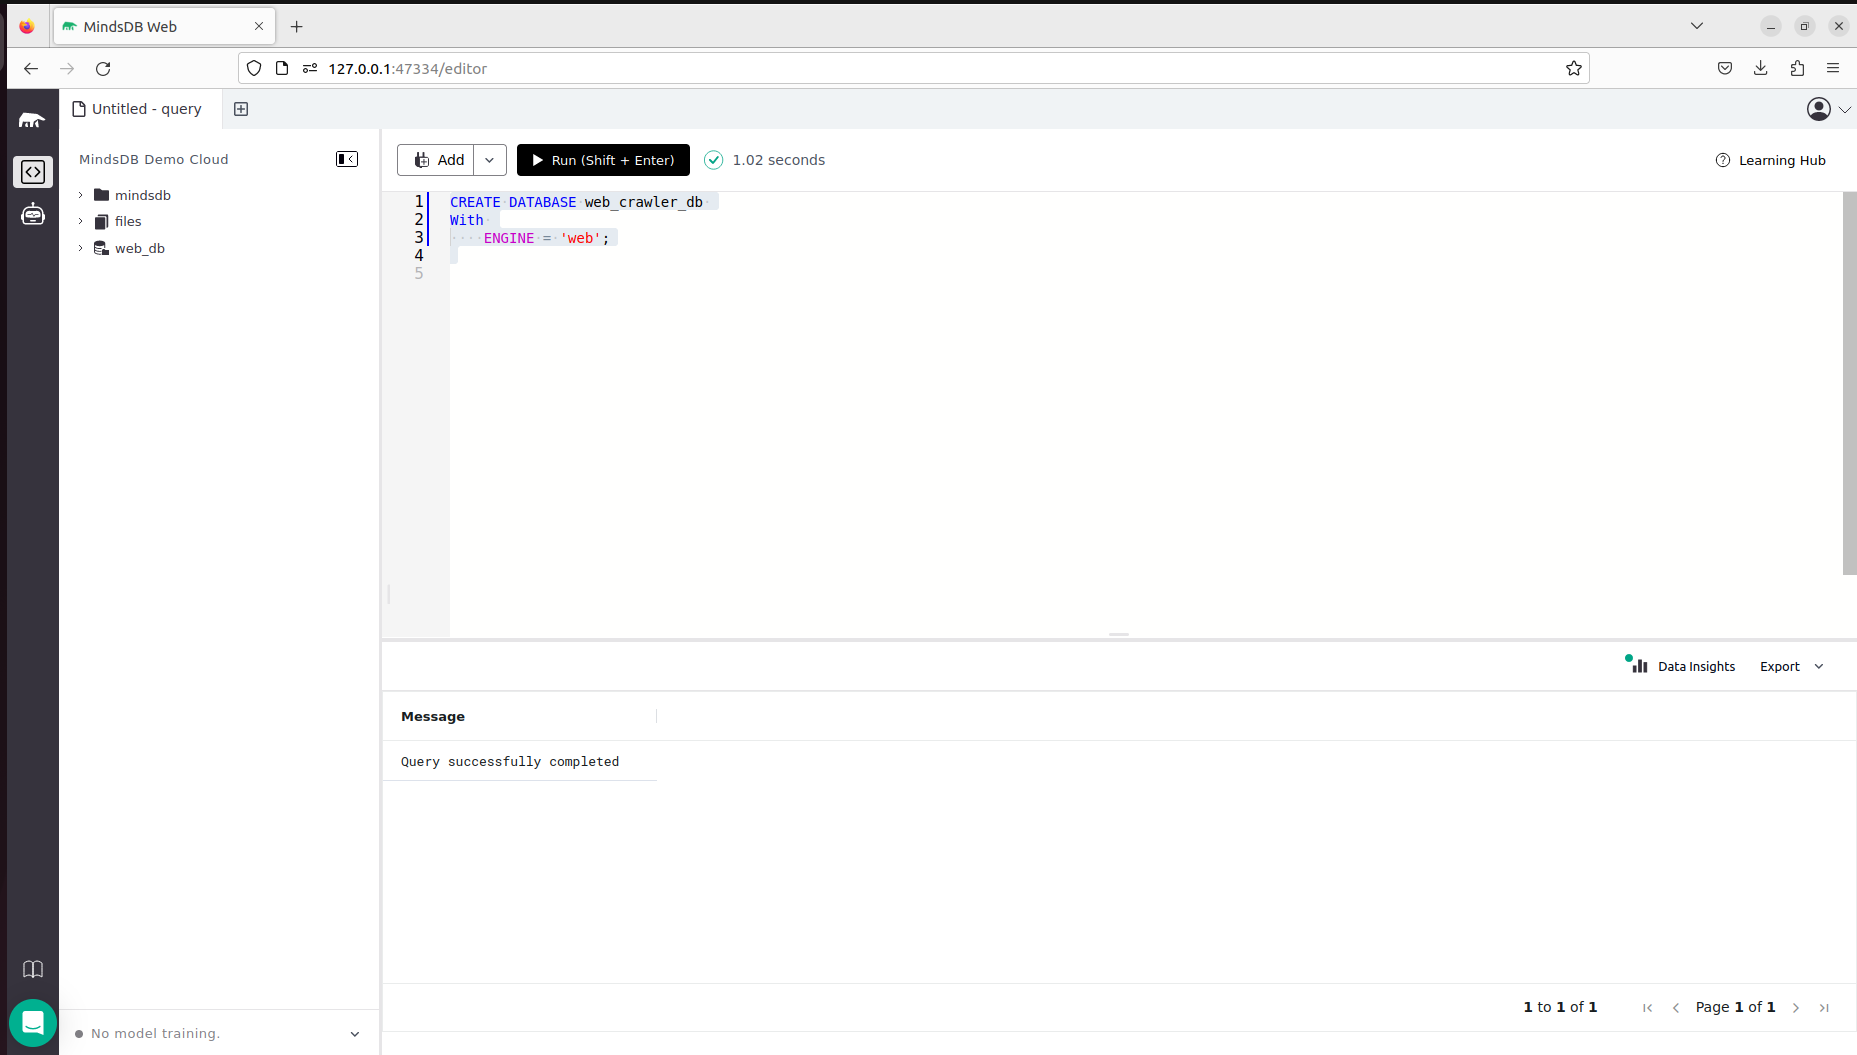 MindsDB Web
127.0.0.1:47334/editor
Untitled - query
MindsDB Demo Cloud
Add
Run (Shift + Enter)
1.02 seconds
Learning Hub
mindsdb
files
web_db
1 CREATE DATABASE web_crawler_db
2 With
3 ENGINE = 'web';
4
5
Data Insights
Export
Message
Query successfully completed
1 to 1 of 1
Page 1 of 1
No model training.